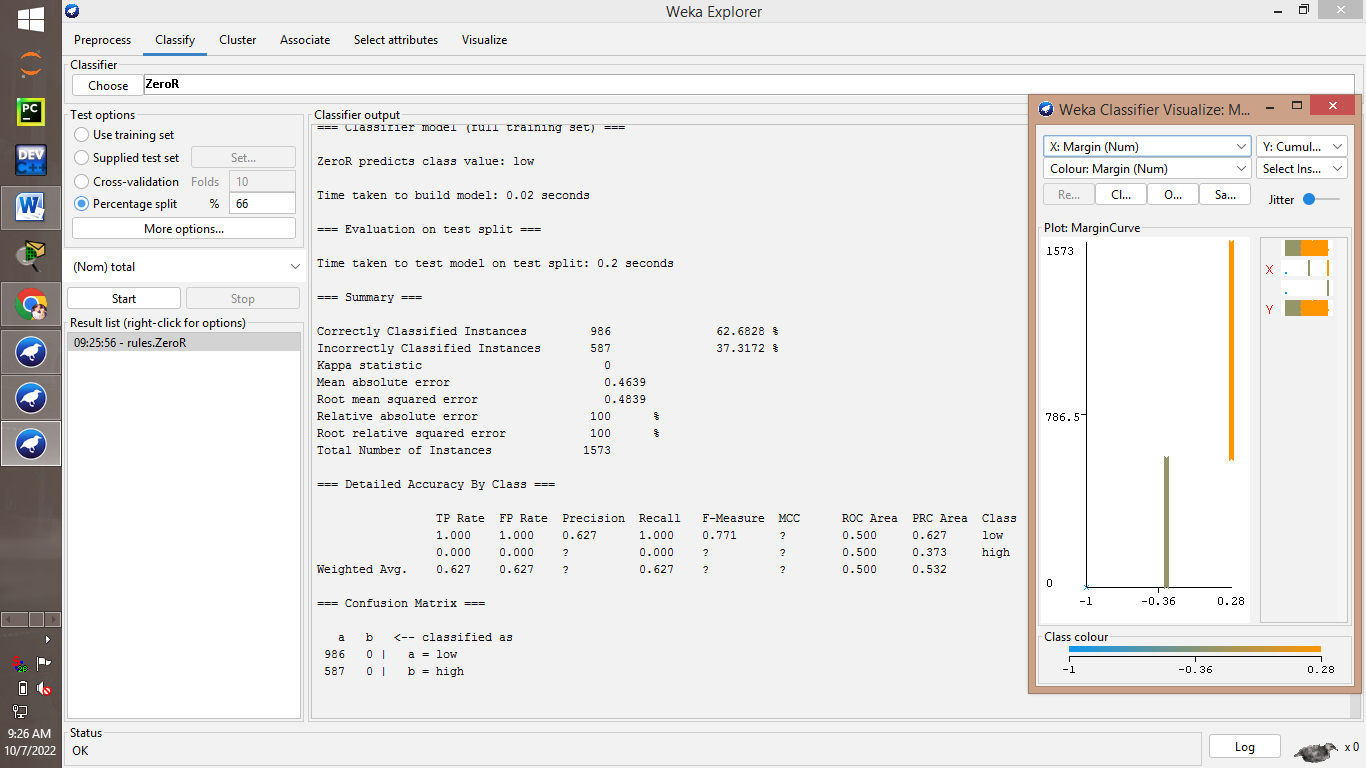 Weka Explorer
Preprocess Classify Cluster Associate Select attributes Visualize
Classifier
Choose ZeroR
Test options
Use training set
Supplied test set Set...
Cross-validation Folds 10
Percentage split % 66
More options...
(Nom) total
Start Stop
Result list (right-click for options)
09:25:56 - rules.ZeroR
Classifier output
=== Classifier model (full training set) ===
ZeroR predicts class value: low
Time taken to build model: 0.02 seconds
=== Evaluation on test split ===
Time taken to test model on test split: 0.2 seconds
=== Summary ===
Correctly Classified Instances 986 62.6828 %
Incorrectly Classified Instances 587 37.3172 %
Kappa statistic 0
Mean absolute error 0.4639
Root mean squared error 0.4839
Relative absolute error 100 %
Root relative squared error 100 %
Total Number of Instances 1573
=== Detailed Accuracy By Class ===
TP Rate FP Rate Precision Recall F-Measure MCC ROC Area PRC Area Class
1.000 1.000 0.627 1.000 0.771 ? 0.500 0.627 low
0.000 0.000 ? 0.000 ? ? 0.500 0.373 high
Weighted Avg. 0.627 0.627 ? 0.627 ? ? 0.500 0.532
=== Confusion Matrix ===
a b <-- classified as
986 0 | a = low
587 0 | b = high
Weka Classifier Visualize: M...
X: Margin (Num) Y: Cumul...
Colour: Margin (Num) Select Ins...
Re... Cl... O... Sa... Jitter
Plot: MarginCurve
1573
786.5
0
-1 -0.36 0.28
X
Y
Class colour
-1 -0.36 0.28
Status
OK
Log x 0
PC
DEV
C++
W
9:26 AM
10/7/2022